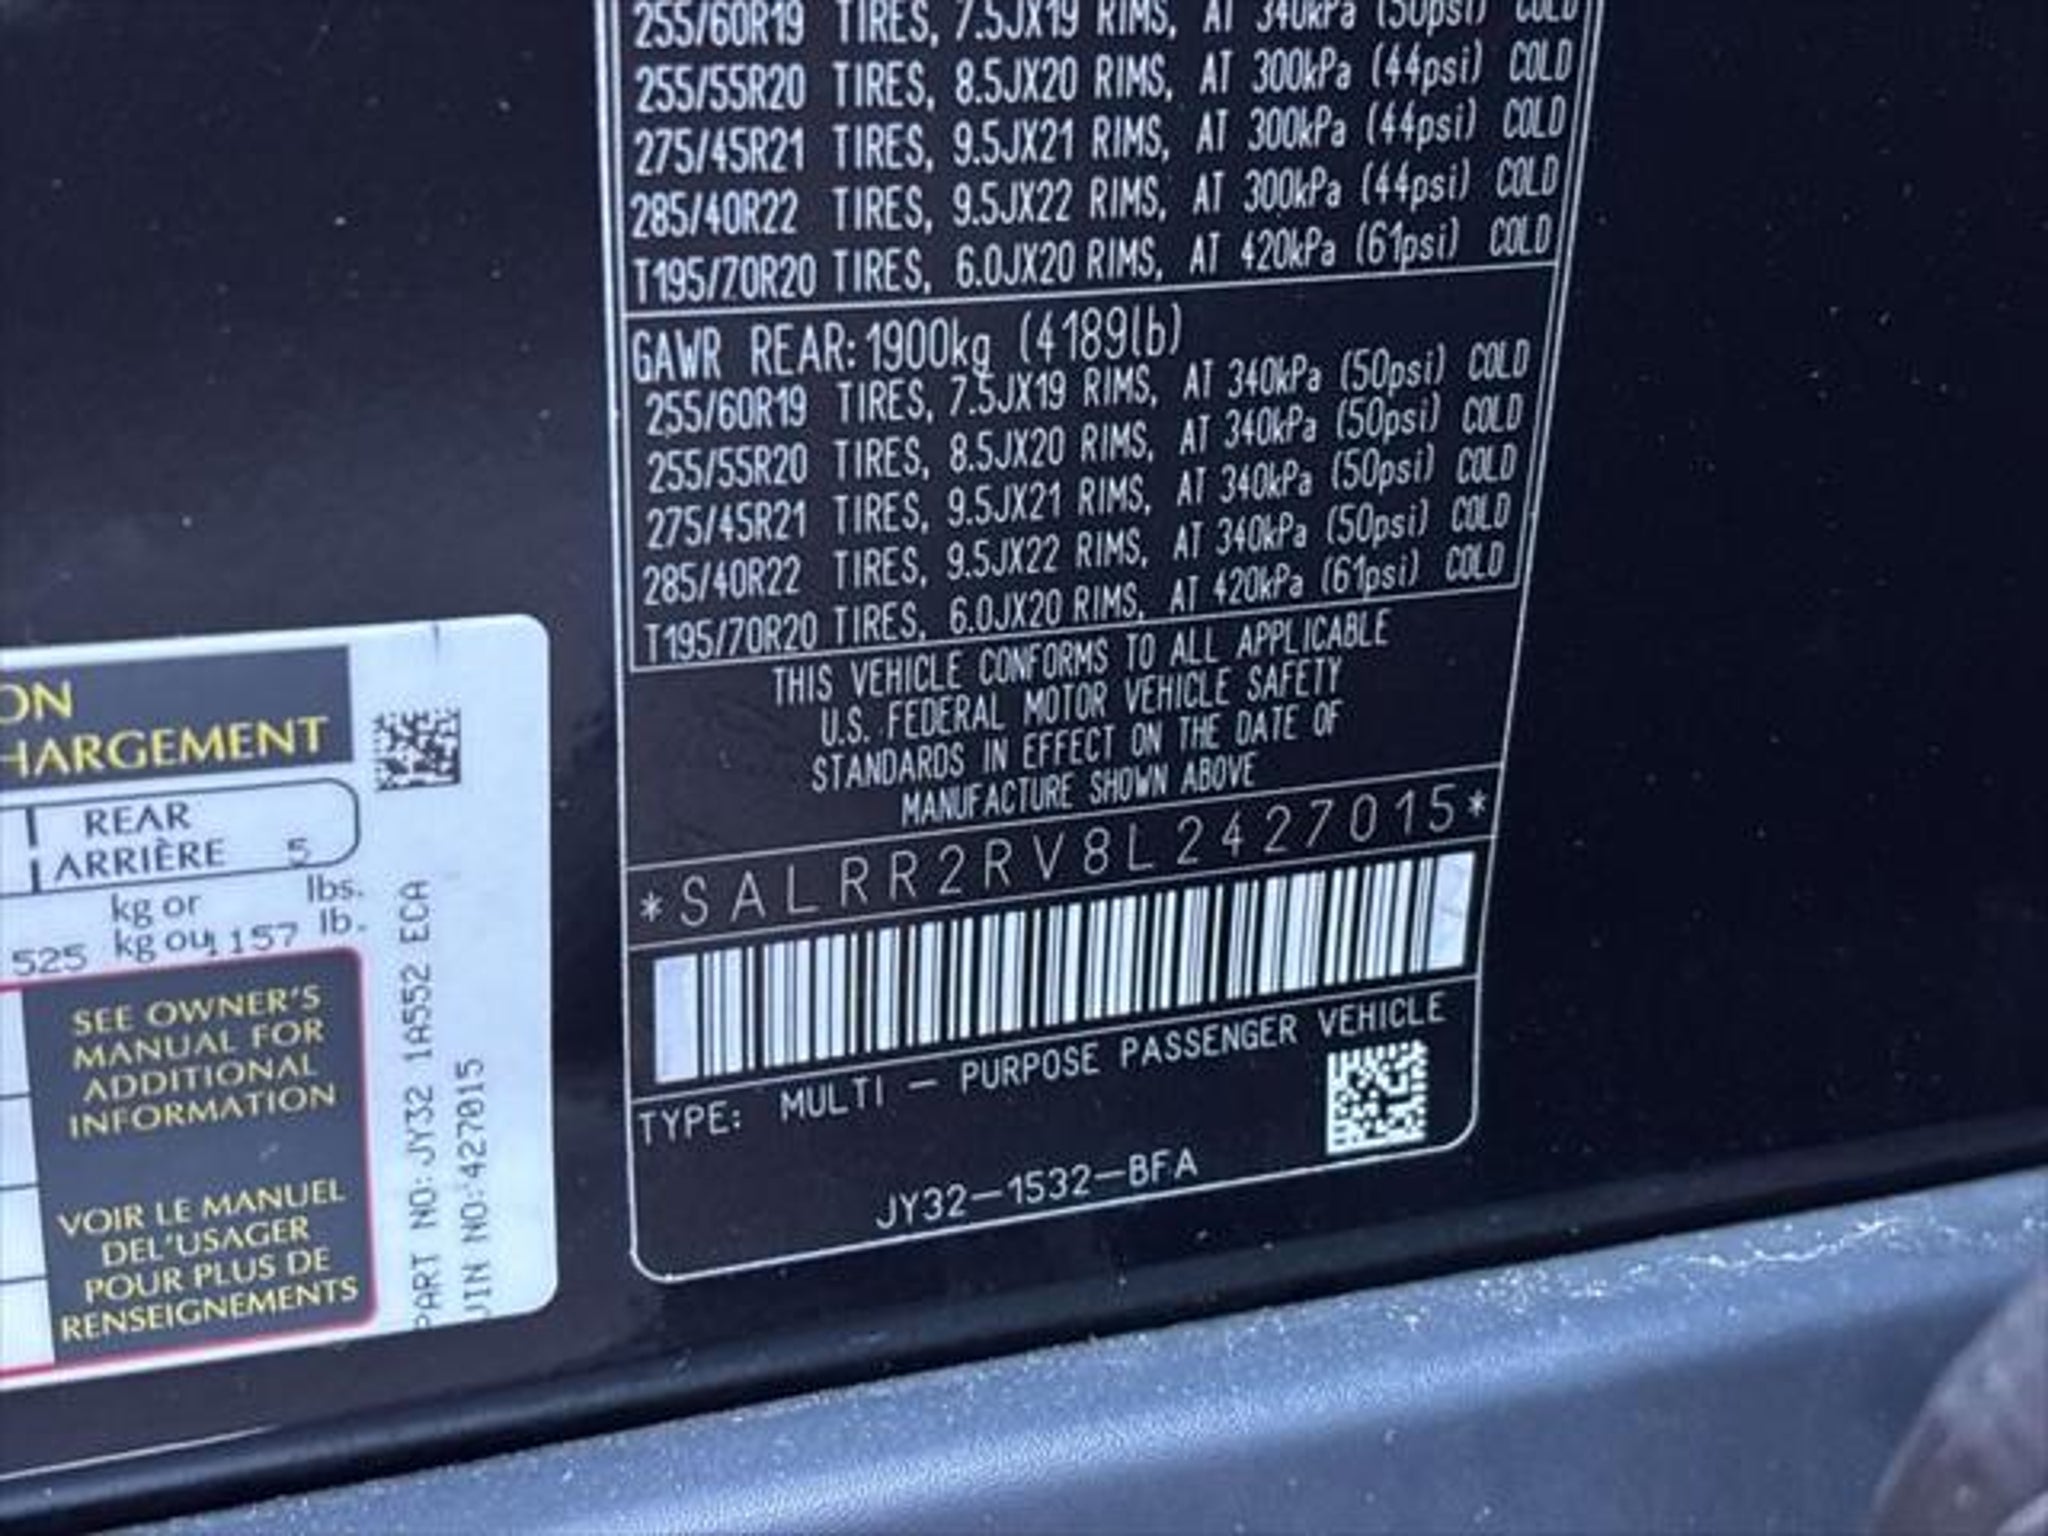 255/60R19 TIRES, 7.5JX19 RIMS, AT 340kPa (50psi) COLD
255/55R20 TIRES, 8.5JX20 RIMS, AT 300kPa (44psi) COLD
275/45R21 TIRES, 9.5JX21 RIMS, AT 300kPa (44psi) COLD
285/40R22 TIRES, 9.5JX22 RIMS, AT 300kPa (44psi) COLD
T195/70R20 TIRES, 6.0JX20 RIMS, AT 420kPa (61psi) COLD
GAWR REAR: 1900kg (4189lb)
255/60R19 TIRES, 7.5JX19 RIMS, AT 340kPa (50psi) COLD
255/55R20 TIRES, 8.5JX20 RIMS, AT 340kPa (50psi) COLD
275/45R21 TIRES, 9.5JX21 RIMS, AT 340kPa (50psi) COLD
285/40R22 TIRES, 9.5JX22 RIMS, AT 340kPa (50psi) COLD
T195/70R20 TIRES, 6.0JX20 RIMS, AT 420kPa (61psi) COLD
THIS VEHICLE CONFORMS TO ALL APPLICABLE
U.S. FEDERAL MOTOR VEHICLE SAFETY
STANDARDS IN EFFECT ON THE DATE OF
MANUFACTURE SHOWN ABOVE
*SALRR2RV8L2427015*
TYPE: MULTI - PURPOSE PASSENGER VEHICLE
JY32-1532-BFA
ON
HARGEMENT
REAR
ARRIÈRE 5
kg or lbs.
525 kg ou 1157 lb.
SEE OWNER'S
MANUAL FOR
ADDITIONAL
INFORMATION
VOIR LE MANUEL
DEL'USAGER
POUR PLUS DE
RENSEIGNEMENTS
PART NO:JY32 1A552 ECA
VIN NO:427015